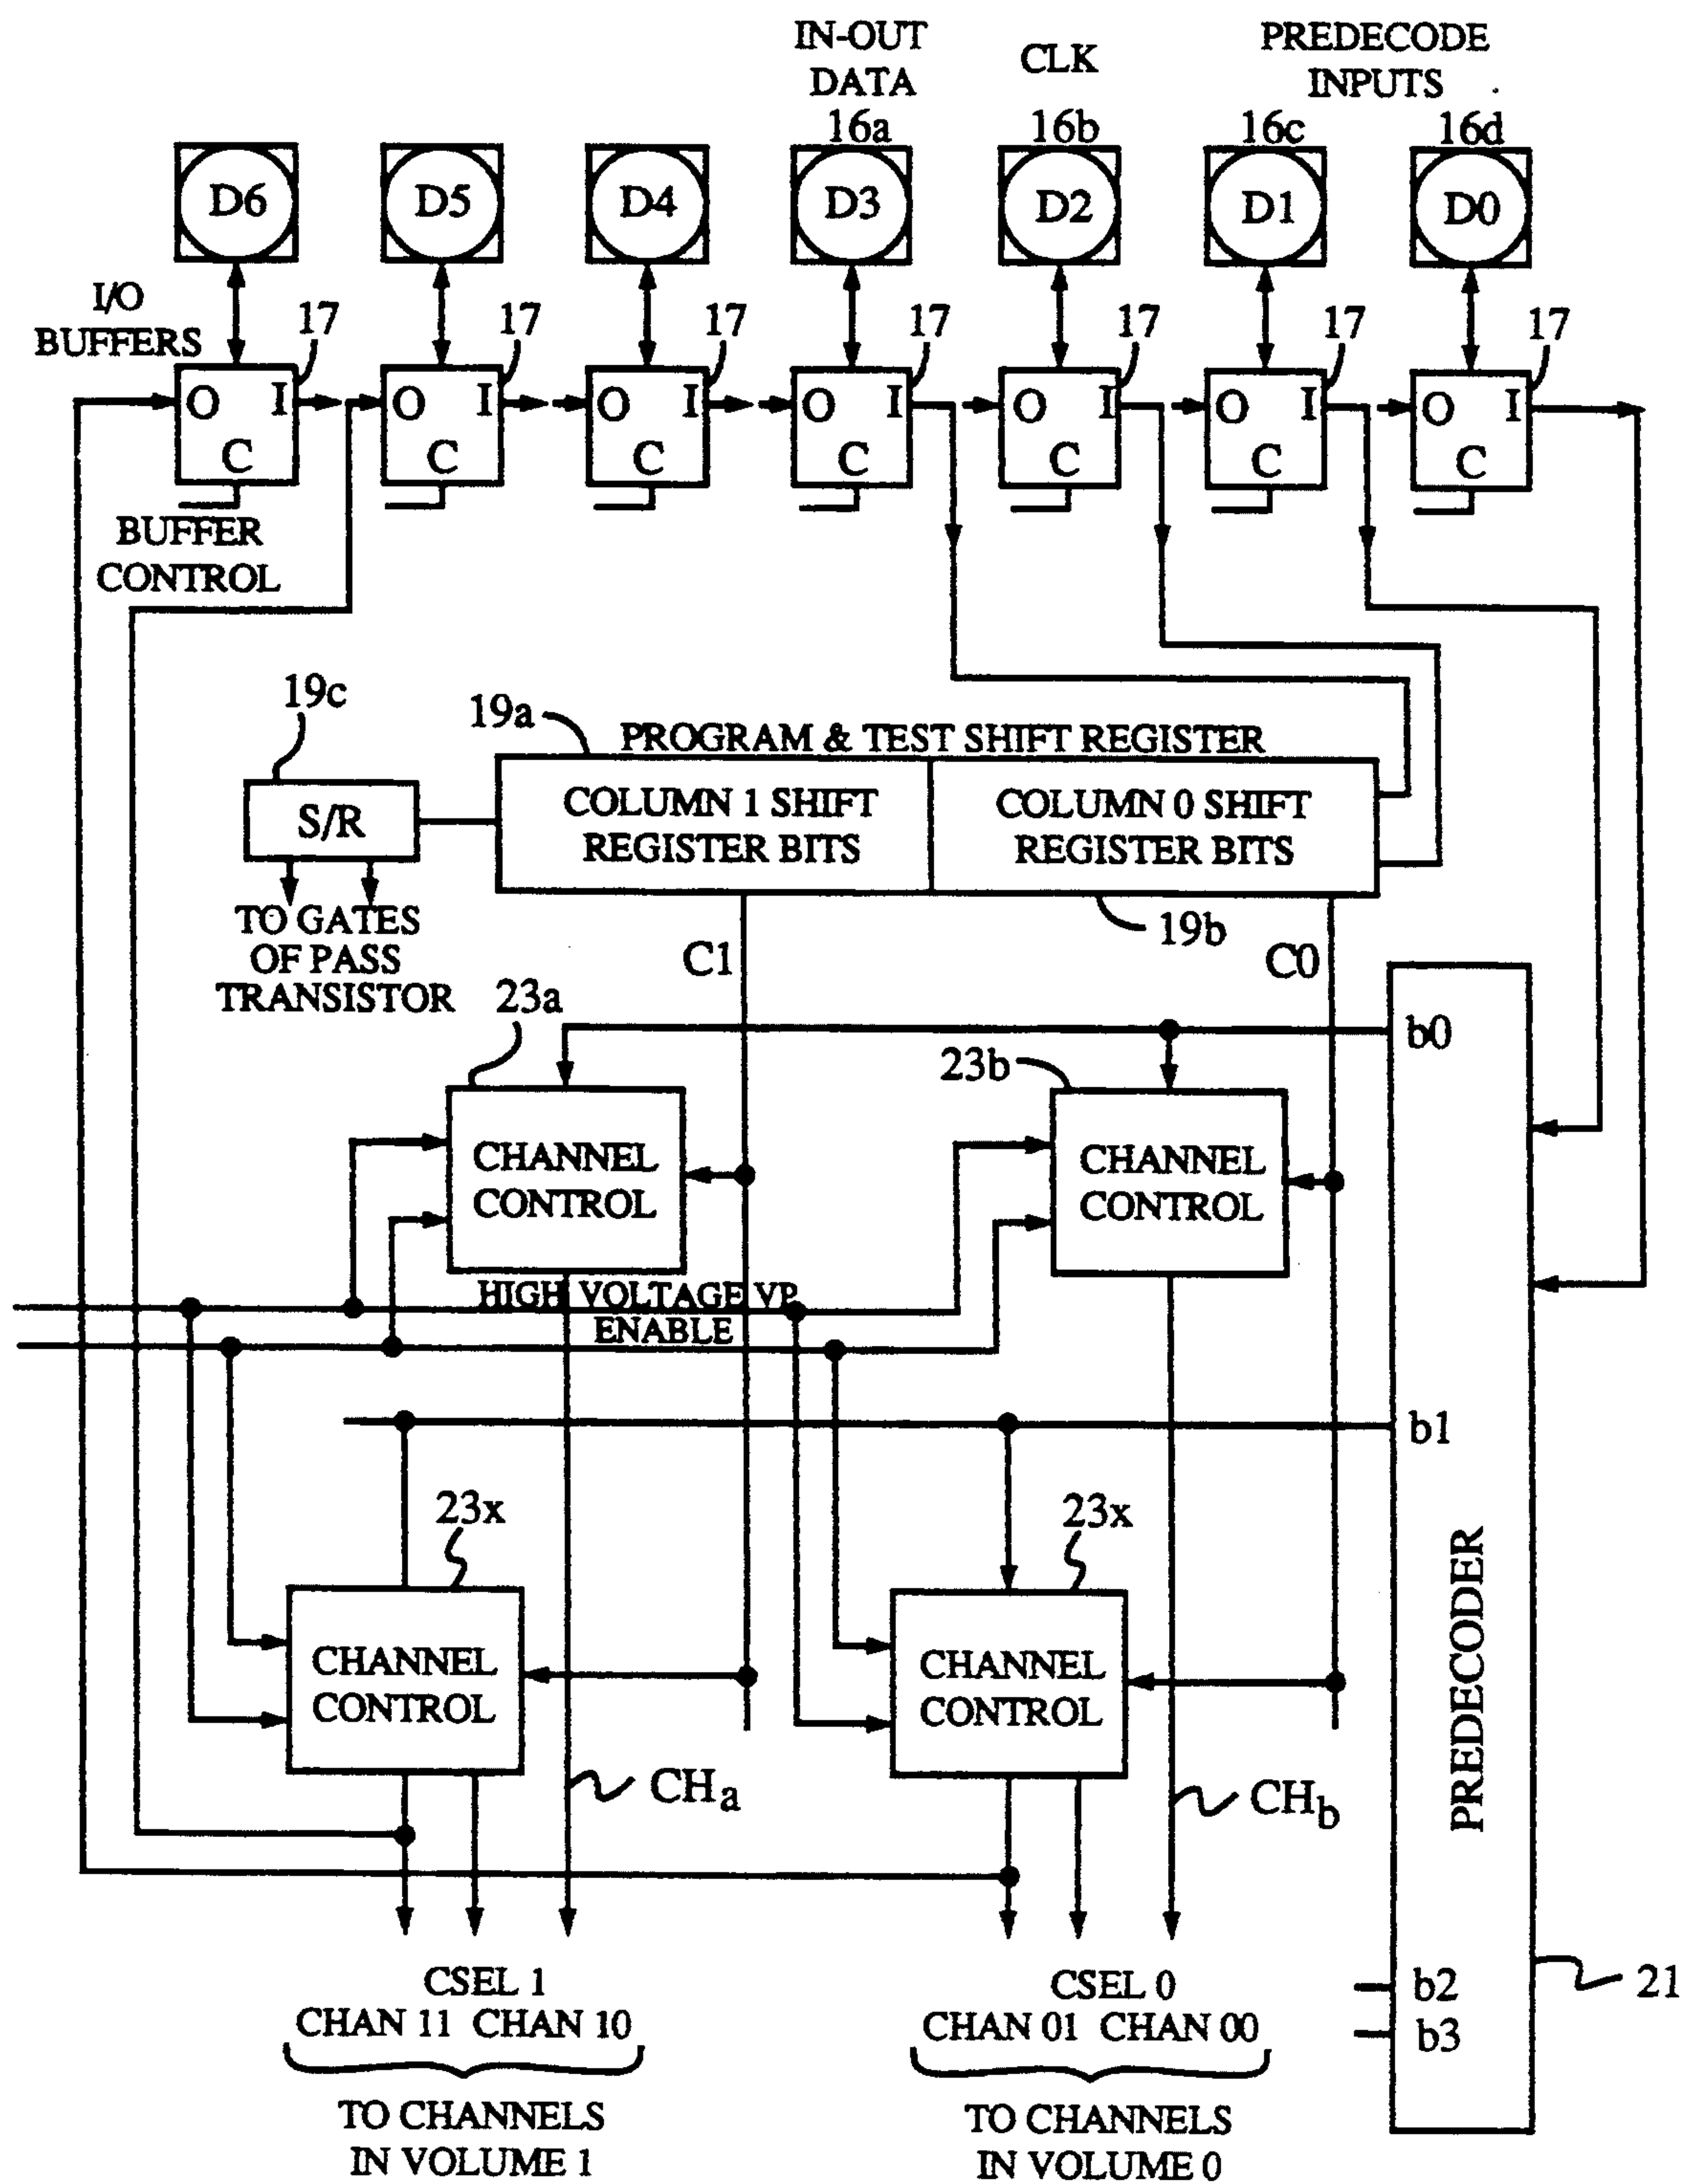 IN-OUT
DATA
16a
CLK
16b
PREDECODE
INPUTS
16c
16d
D6
D5
D4
D3
D2
D1
D0
I/O
BUFFERS
17
17
17
17
17
17
17
O I
C
O I
C
O I
C
O I
C
O I
C
O I
C
O I
C
BUFFER
CONTROL
19c
19a
PROGRAM & TEST SHIFT REGISTER
S/R
COLUMN 1 SHIFT
REGISTER BITS
COLUMN 0 SHIFT
REGISTER BITS
TO GATES
OF PASS
TRANSISTOR
19b
C1
C0
23a
23b
b0
CHANNEL
CONTROL
CHANNEL
CONTROL
HIGH VOLTAGE VP
ENABLE
b1
23x
23x
CHANNEL
CONTROL
CHANNEL
CONTROL
PREDECODER
CHa
CHb
21
b2
b3
CSEL 1
CHAN 11 CHAN 10
CSEL 0
CHAN 01 CHAN 00
TO CHANNELS
IN VOLUME 1
TO CHANNELS
IN VOLUME 0